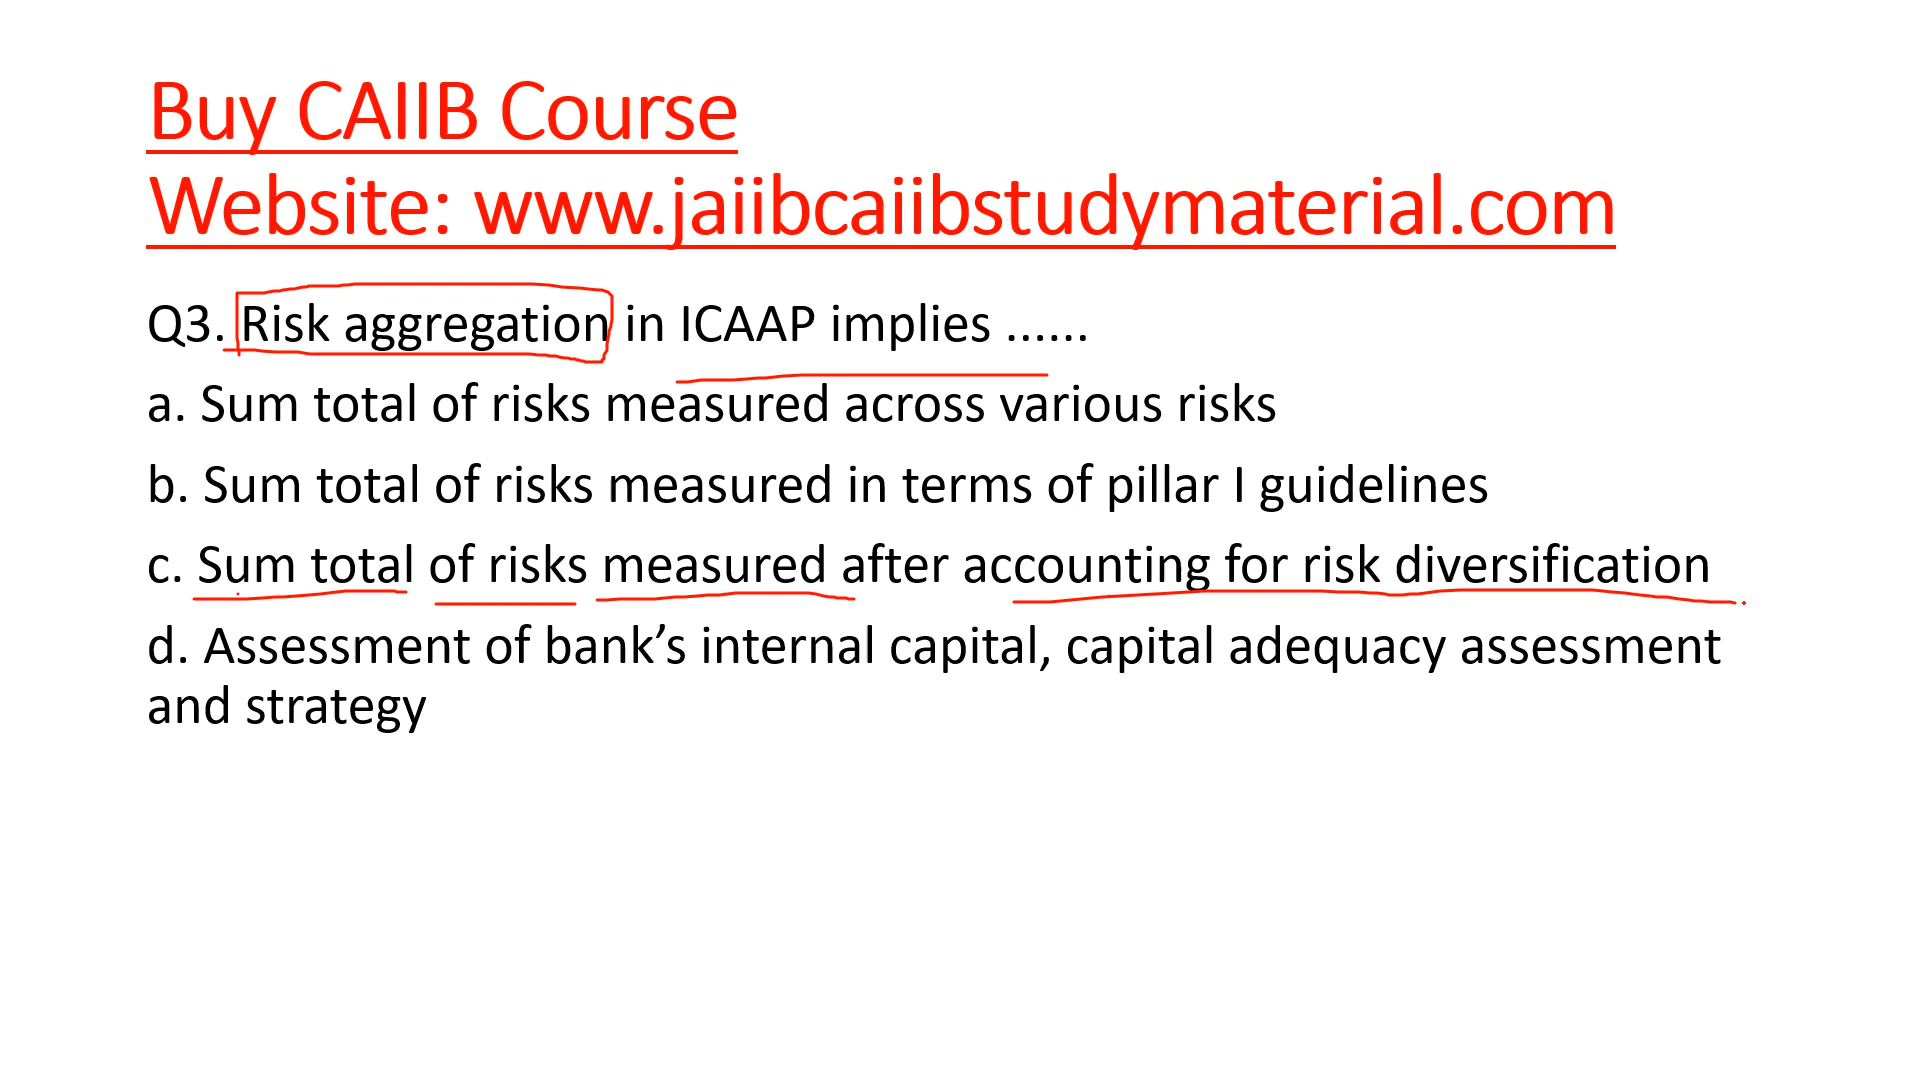 Buy CAIIB Course
Website: www.jaiibcaiibstudymaterial.com
Q3. Risk aggregation in ICAAP implies ......
a. Sum total of risks measured across various risks
b. Sum total of risks measured in terms of pillar I guidelines
c. Sum total of risks measured after accounting for risk diversification
d. Assessment of bank’s internal capital, capital adequacy assessment
and strategy